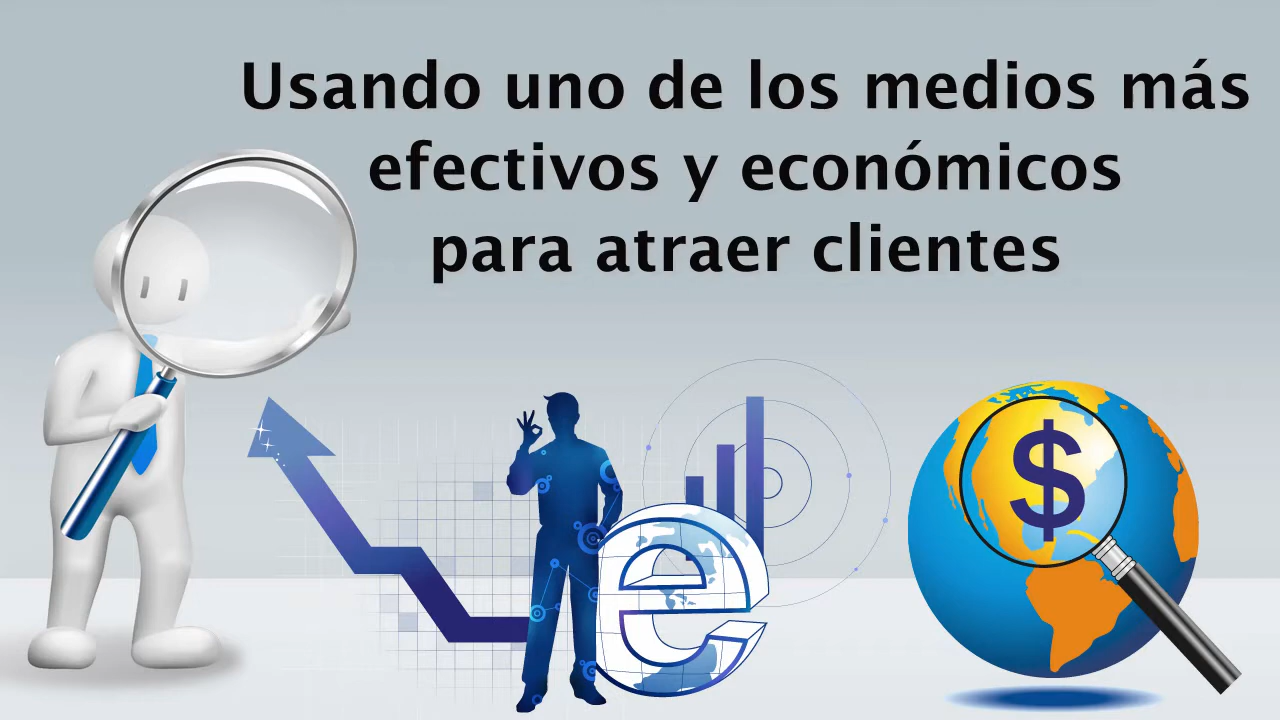 Usando uno de los medios más
efectivos y económicos
para atraer clientes
$
e